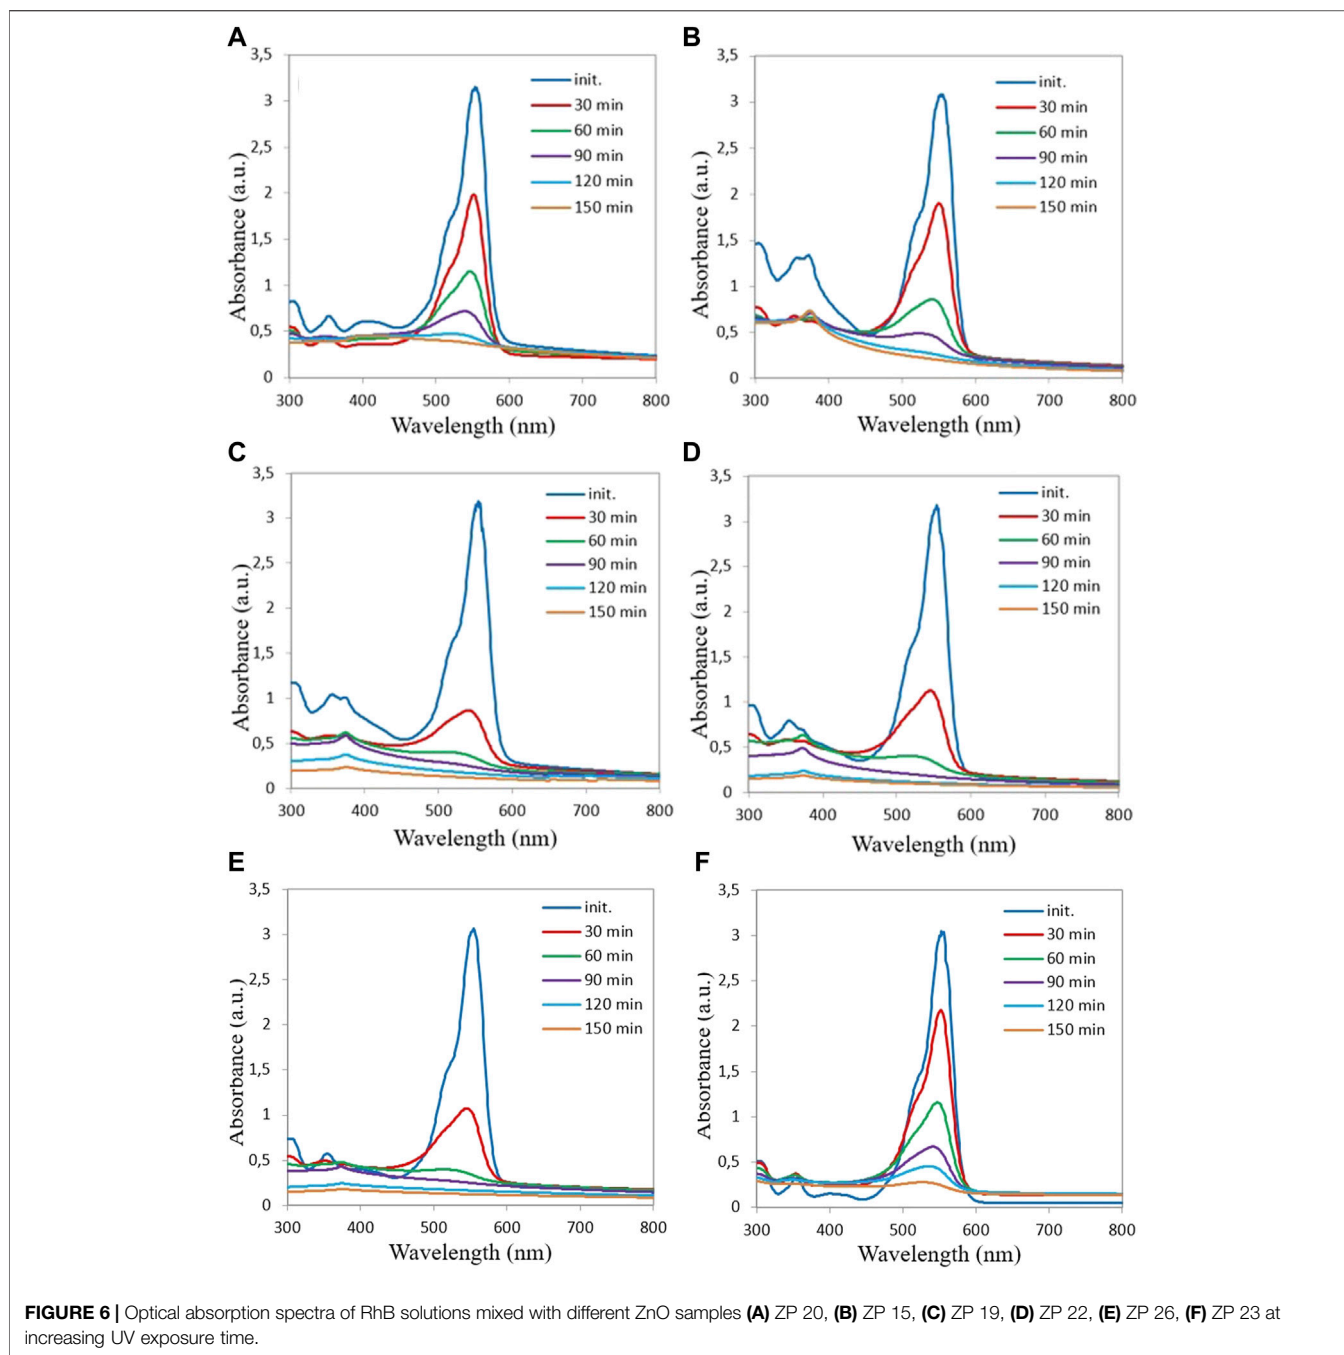 A
3,5
3
2,5
2
1,5
1
0,5
0
Absorbance (a.u.)
300 400 500 600 700 800
Wavelength (nm)
init.
30 min
60 min
90 min
120 min
150 min
B
3,5
3
2,5
2
1,5
1
0,5
0
Absorbance (a.u.)
300 400 500 600 700 800
Wavelength (nm)
init.
30 min
60 min
90 min
120 min
150 min
C
3,5
3
2,5
2
1,5
1
0,5
0
Absorbance (a.u.)
300 400 500 600 700 800
Wavelength (nm)
init.
30 min
60 min
90 min
120 min
150 min
D
3,5
3
2,5
2
1,5
1
0,5
0
Absorbance (a.u.)
300 400 500 600 700 800
Wavelength (nm)
init.
30 min
60 min
90 min
120 min
150 min
E
3,5
3
2,5
2
1,5
1
0,5
0
Absorbance (a.u.)
300 400 500 600 700 800
Wavelength (nm)
init.
30 min
60 min
90 min
120 min
150 min
F
3,5
3
2,5
2
1,5
1
0,5
0
Absorbance (a.u.)
300 400 500 600 700 800
Wavelength (nm)
init.
30 min
60 min
90 min
120 min
150 min
FIGURE 6 | Optical absorption spectra of RhB solutions mixed with different ZnO samples (A) ZP 20, (B) ZP 15, (C) ZP 19, (D) ZP 22, (E) ZP 26, (F) ZP 23 at
increasing UV exposure time.